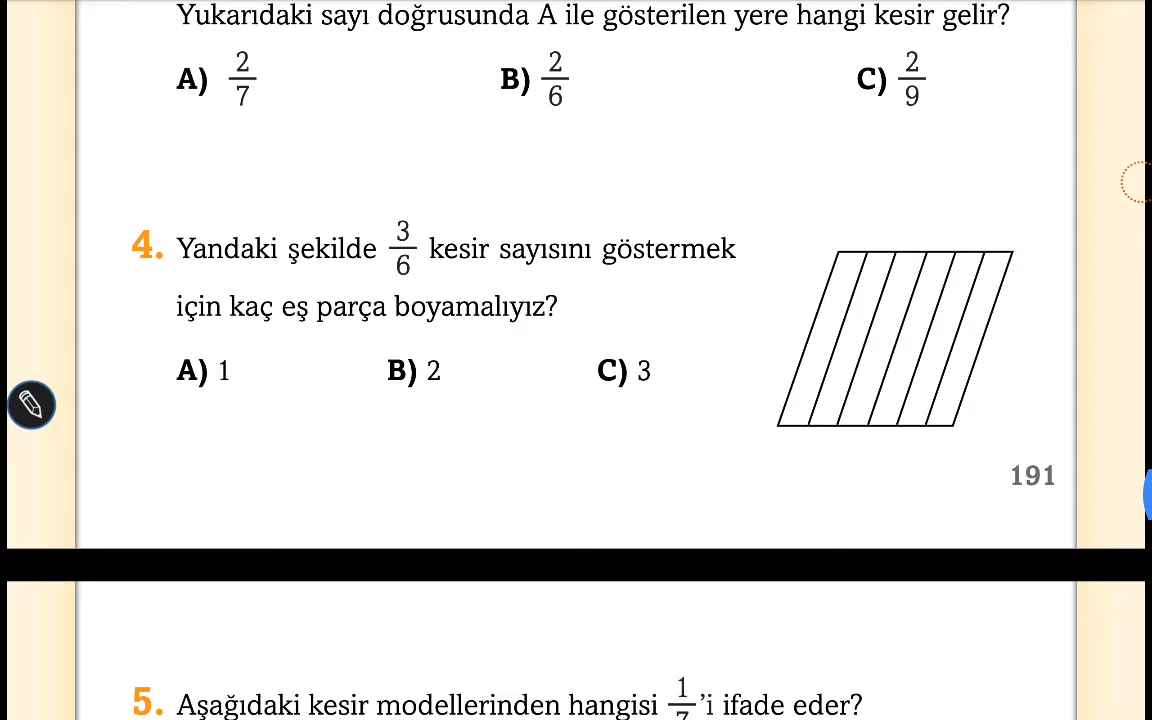 Yukarıdaki sayı doğrusunda A ile gösterilen yere hangi kesir gelir?
A) 2/7 B) 2/6 C) 2/9
4. Yandaki şekilde 3/6 kesir sayısını göstermek
için kaç eş parça boyamalıyız?
A) 1 B) 2 C) 3
191
5. Aşağıdaki kesir modellerinden hangisi 1/7'i ifade eder?